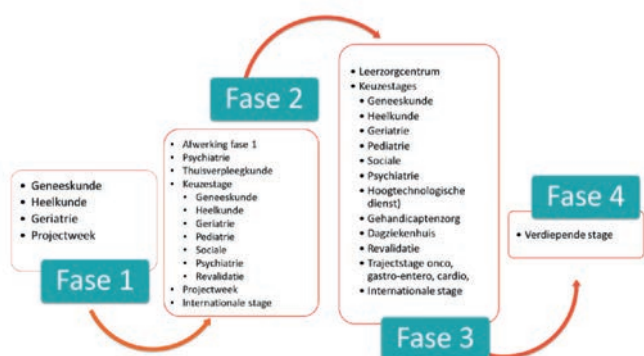 Geneeskunde
Heelkunde
Geriatrie
Projectweek
Fase 1
Fase 2
Afwerking fase 1
Psychiatrie
Thuisverpleegkunde
Keuzestage
Geneeskunde
Heelkunde
Geriatrie
Pediatrie
Sociale
Psychiatrie
Revalidatie
Projectweek
Internationale stage
Leerzorgcentrum
Keuzestages
Geneeskunde
Heelkunde
Geriatrie
Pediatrie
Sociale
Psychiatrie
Hoogtechnologische
dienst)
Gehandicaptenzorg
Dagziekenhuis
Revalidatie
Trajectstage onco,
gastro-entero, cardio,
Internationale stage
Fase 3
Fase 4
Verdiepende stage